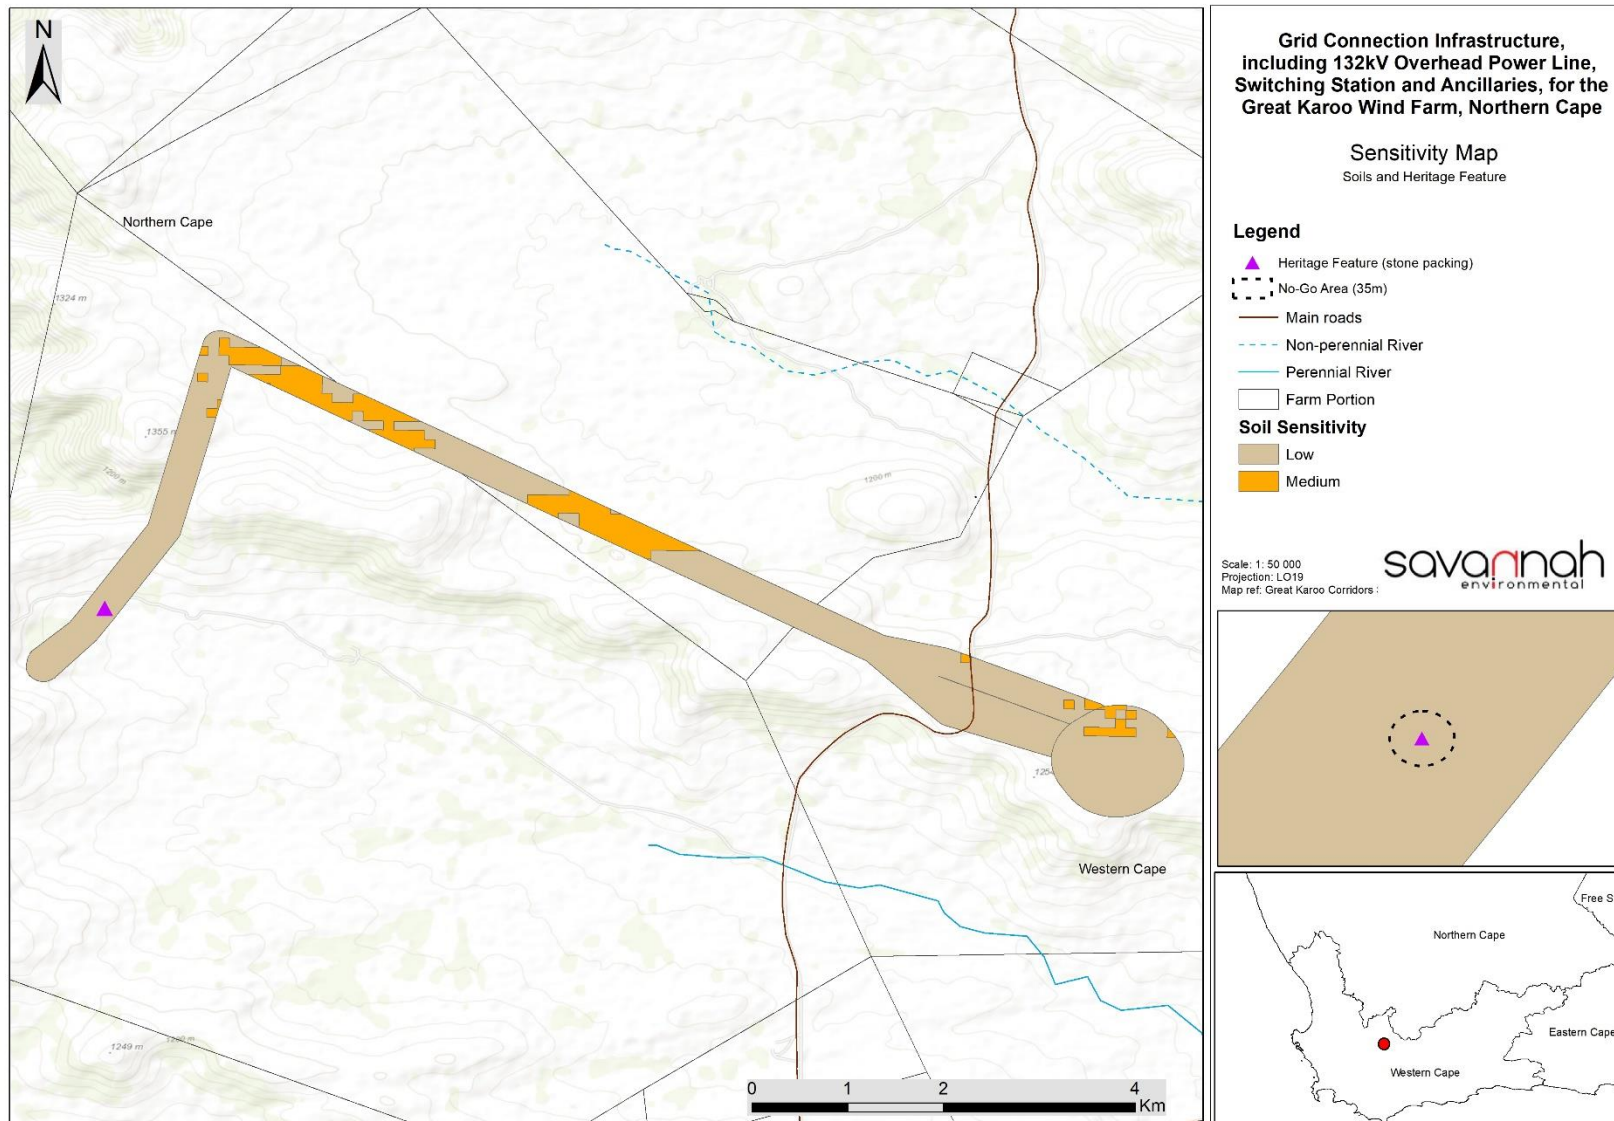 N
Northern Cape
1324 m
1355 m
1200 m
1200 m
1254
Western Cape
1249 m
0 1 2 4
Km
Grid Connection Infrastructure,
including 132kV Overhead Power Line,
Switching Station and Ancillaries, for the
Great Karoo Wind Farm, Northern Cape
Sensitivity Map
Soils and Heritage Feature
Legend
Heritage Feature (stone packing)
No-Go Area (35m)
Main roads
Non-perennial River
Perennial River
Farm Portion
Soil Sensitivity
Low
Medium
Scale: 1: 50 000
Projection: LO19
Map ref: Great Karoo Corridors
savannah
environmental
Free S
Northern Cape
Eastern Cape
Western Cape